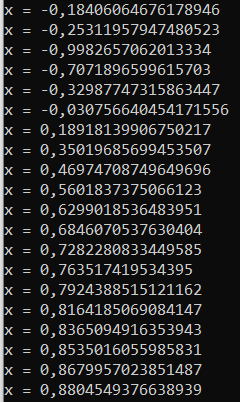 x = -0,18406064676178946
x = -0,25311957947480523
x = -0,9982657062013334
x = -0,7071896599615703
x = -0,32987747315863447
x = -0,030756640454171556
x = 0,18918139906750217
x = 0,35019685699453507
x = 0,46974708749649696
x = 0,5601837375066123
x = 0,6299018536483951
x = 0,6846070537630404
x = 0,7282280833449585
x = 0,763517419534395
x = 0,7924388515121162
x = 0,8164185069084147
x = 0,8365094916353943
x = 0,8535016055985831
x = 0,8679957023851487
x = 0,8804549376638939